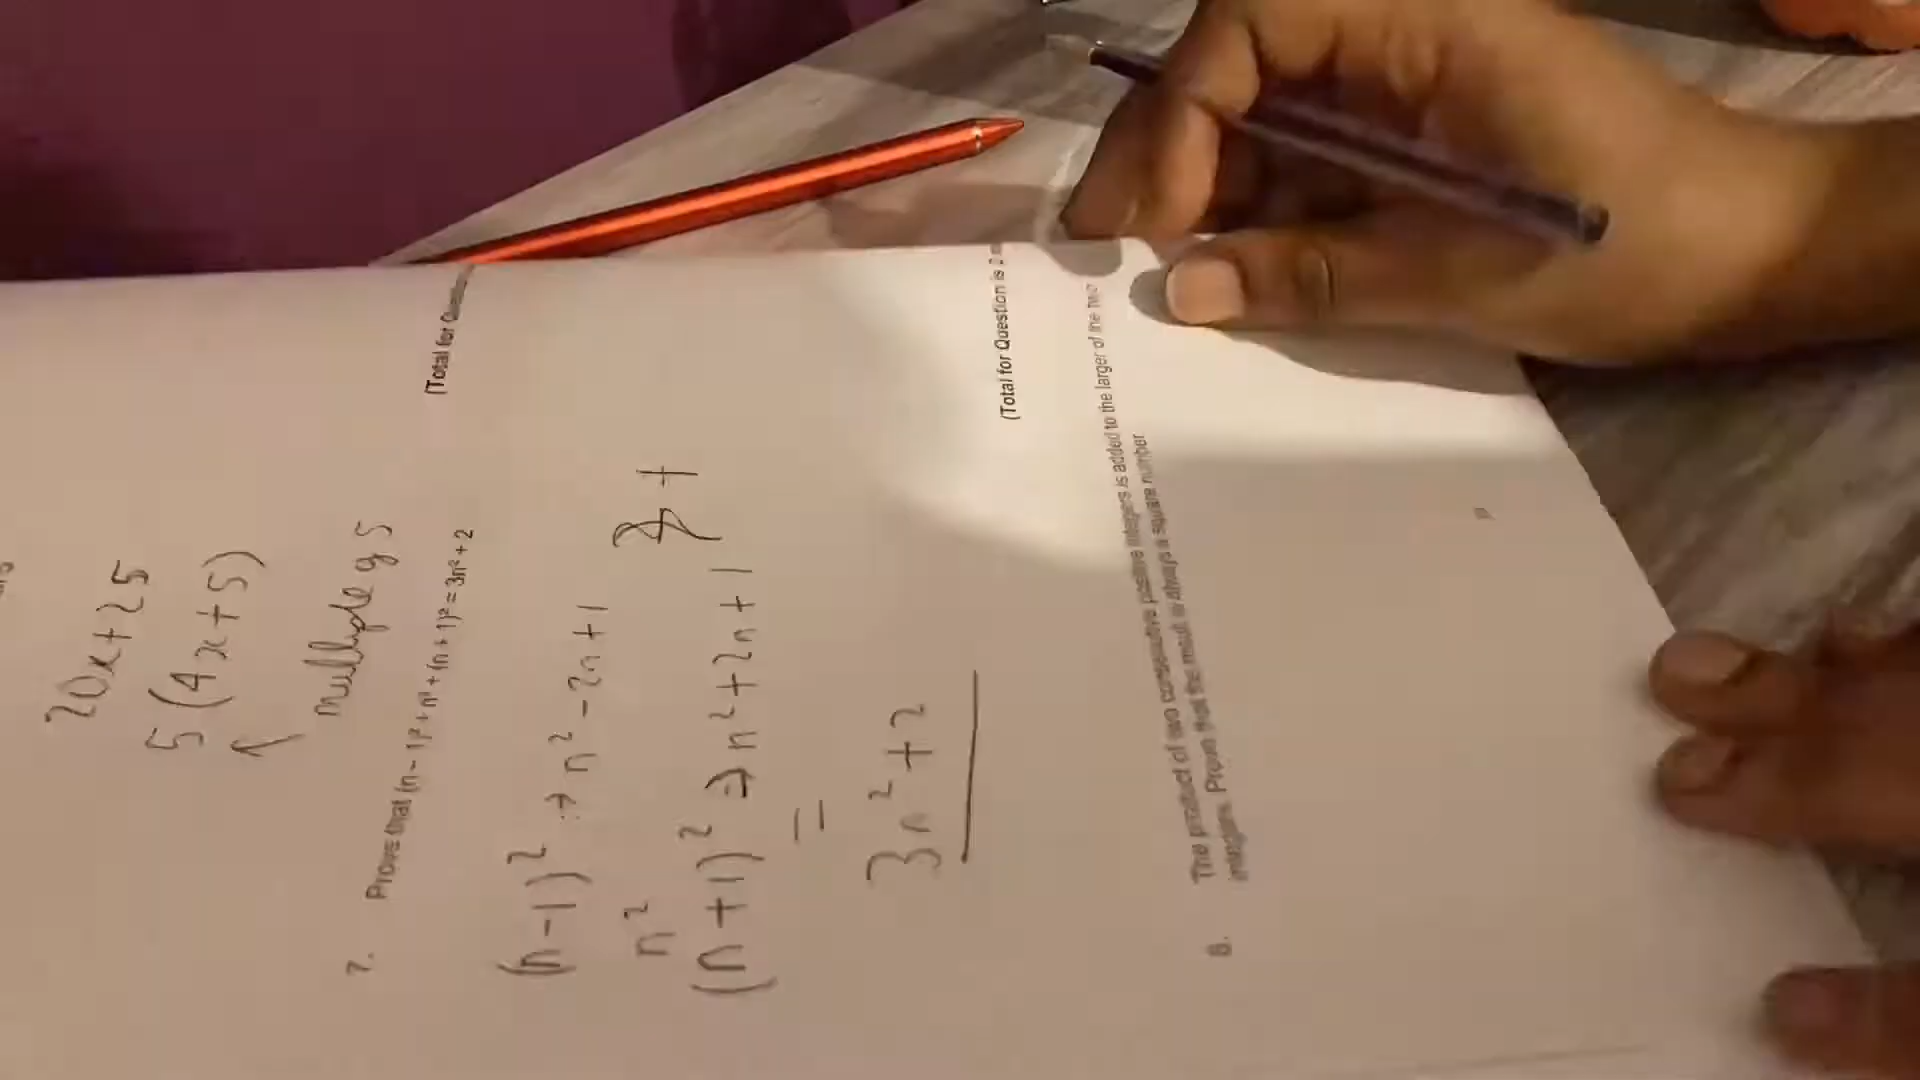 20x+25
5(4x+5)
↑
multiple of 5
(Total for
7. Prove that (n - 1)² + n² + (n + 1)² = 3n² + 2
(n-1)² → n² - 2n + 1
n²
(n+1)² → n² + 2n + 1
+
=
3n² + 2
(Total for Question is 2
8. The product of two consecutive positive integers is added to the larger of the two
integers. Prove that the result is always a square number